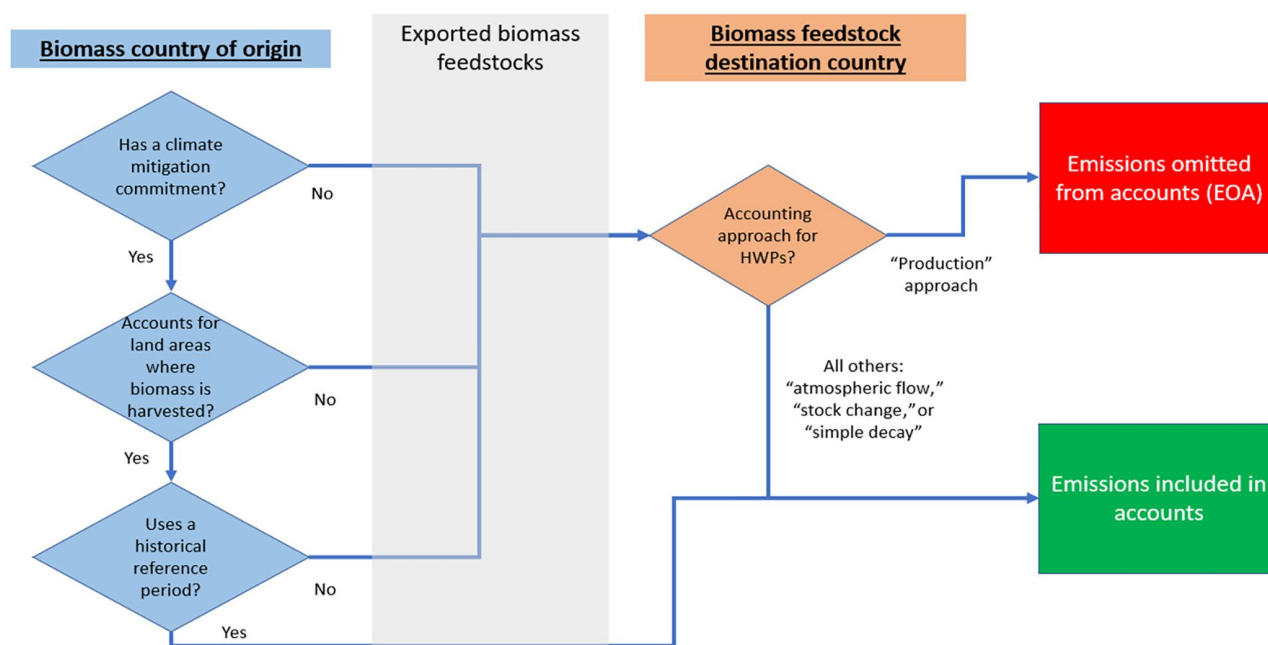 Biomass country of origin
Exported biomass
feedstocks
Biomass feedstock
destination country
Has a climate
mitigation
commitment?
No
Yes
Accounts for
land areas
where
biomass is
harvested?
No
Yes
Uses a
historical
reference
period?
No
Yes
Accounting
approach for
HWPs?
“Production”
approach
All others:
“atmospheric flow,”
“stock change,” or
“simple decay”
Emissions omitted
from accounts (EOA)
Emissions included in
accounts